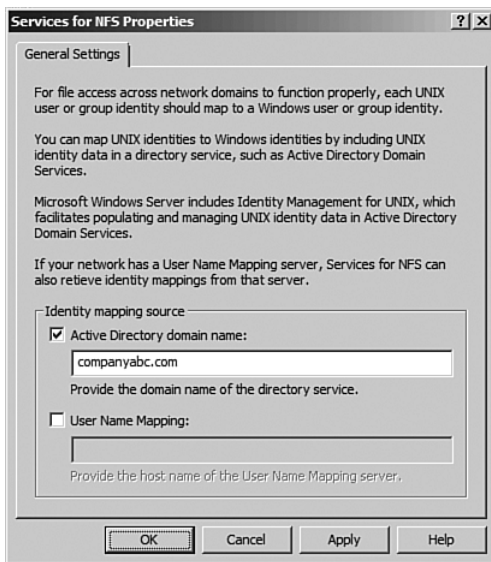 Services for NFS Properties
General Settings
For file access across network domains to function properly, each UNIX
user or group identity should map to a Windows user or group identity.
You can map UNIX identities to Windows identities by including UNIX
identity data in a directory service, such as Active Directory Domain
Services.
Microsoft Windows Server includes Identity Management for UNIX, which
facilitates populating and managing UNIX identity data in Active Directory
Domain Services.
If your network has a User Name Mapping server, Services for NFS can
also retieve identity mappings from that server.
Identity mapping source
Active Directory domain name:
companyabc.com
Provide the domain name of the directory service.
User Name Mapping:
Provide the host name of the User Name Mapping server.
OK Cancel Apply Help